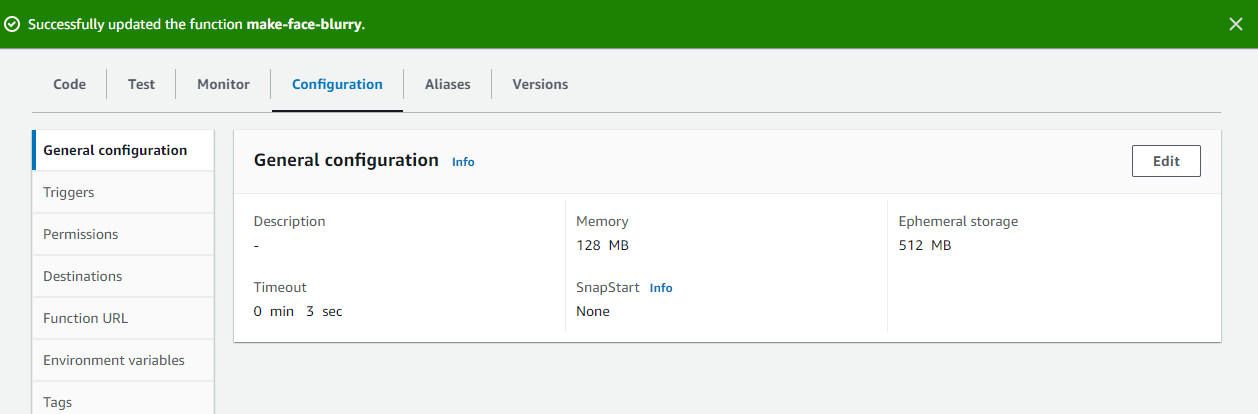 Successfully updated the function make-face-blurry.
Code
Test
Monitor
Configuration
Aliases
Versions
General configuration
Triggers
Permissions
Destinations
Function URL
Environment variables
Tags
General configuration Info
Edit
Description
-
Memory
128 MB
Ephemeral storage
512 MB
Timeout
0 min 3 sec
SnapStart Info
None